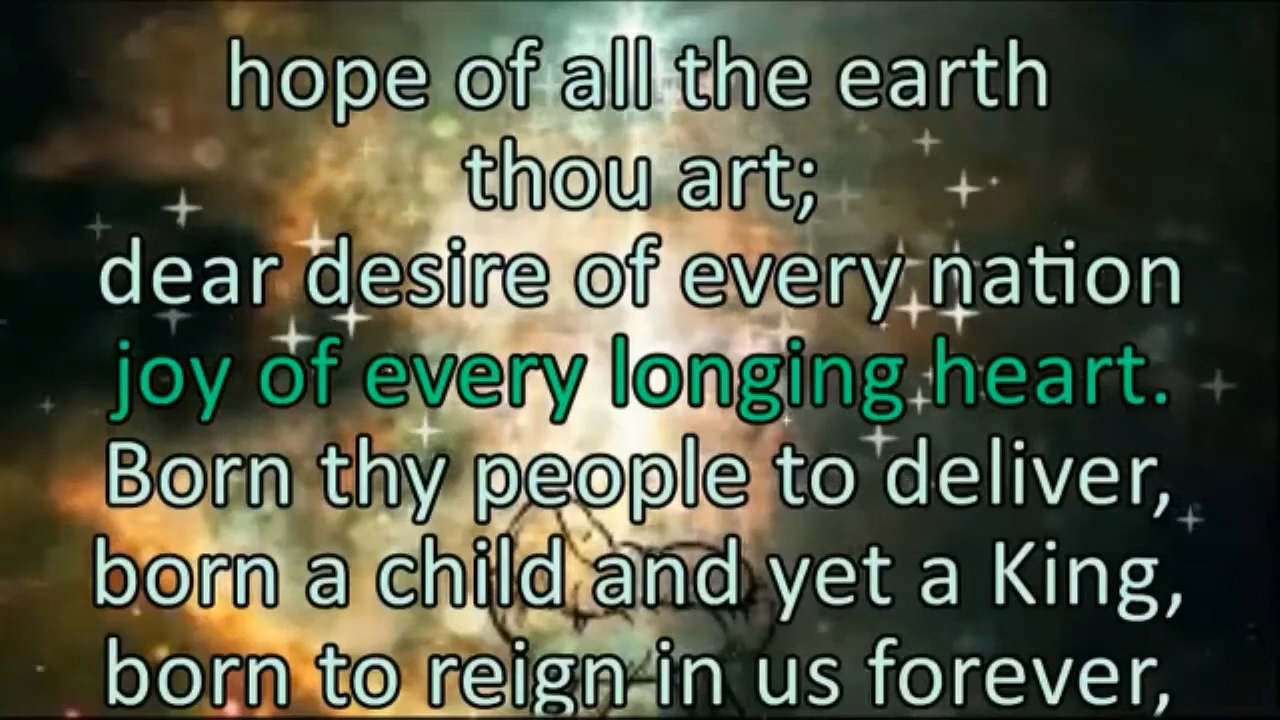 hope of all the earth
thou art;
dear desire of every nation
joy of every longing heart.
Born thy people to deliver,
born a child and yet a King,
born to reign in us forever,